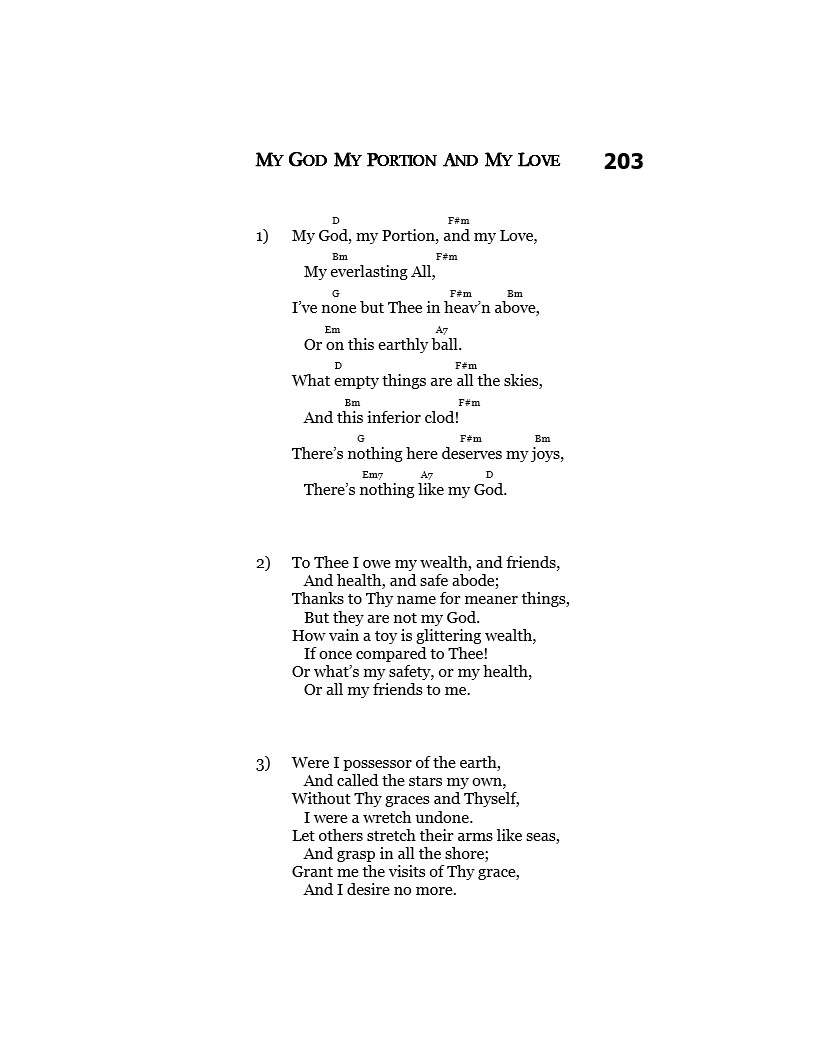 MY GOD MY PORTION AND MY LOVE 203
D F#m
1) My God, my Portion, and my Love,
Bm F#m
My everlasting All,
G F#m Bm
I’ve none but Thee in heav’n above,
Em A7
Or on this earthly ball.
D F#m
What empty things are all the skies,
Bm F#m
And this inferior clod!
G F#m Bm
There’s nothing here deserves my joys,
Em7 A7 D
There’s nothing like my God.
2) To Thee I owe my wealth, and friends,
And health, and safe abode;
Thanks to Thy name for meaner things,
But they are not my God.
How vain a toy is glittering wealth,
If once compared to Thee!
Or what’s my safety, or my health,
Or all my friends to me.
3) Were I possessor of the earth,
And called the stars my own,
Without Thy graces and Thyself,
I were a wretch undone.
Let others stretch their arms like seas,
And grasp in all the shore;
Grant me the visits of Thy grace,
And I desire no more.